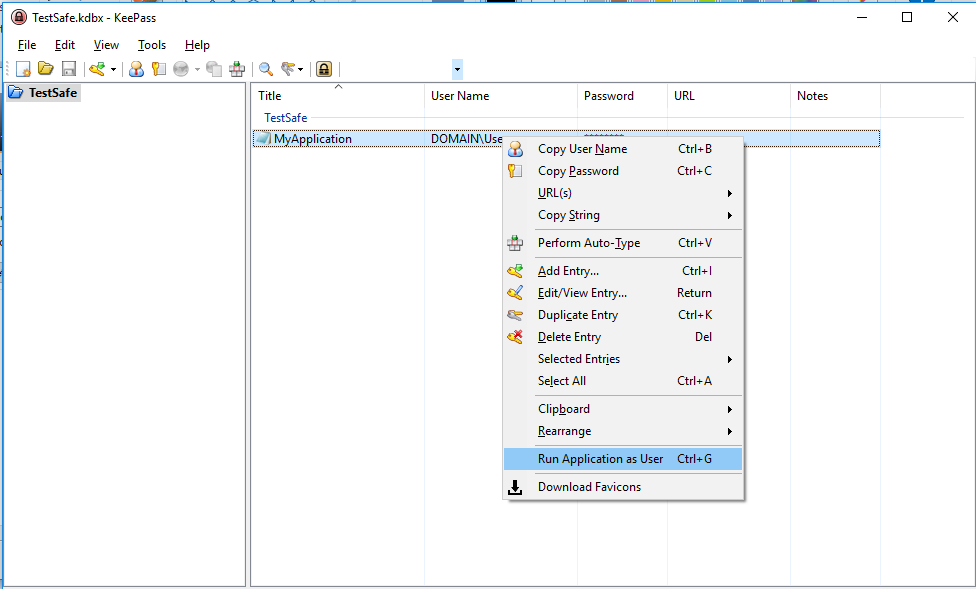 TestSafe.kdbx - KeePass
File Edit View Tools Help
TestSafe
Title User Name Password URL Notes
TestSafe
MyApplication DOMAIN\Use ********
Copy User Name Ctrl+B
Copy Password Ctrl+C
URL(s)
Copy String
Perform Auto-Type Ctrl+V
Add Entry... Ctrl+I
Edit/View Entry... Return
Duplicate Entry Ctrl+K
Delete Entry Del
Selected Entries
Select All Ctrl+A
Clipboard
Rearrange
Run Application as User Ctrl+G
Download Favicons